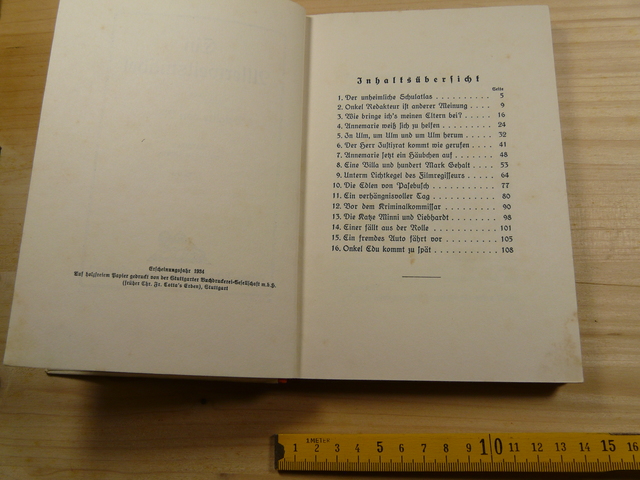 Erscheinungsjahr 1934
Auf holzfreiem Papier gedruckt von der Stuttgarter Buchdruckerei-Gesellschaft m.b.H.
(früher Chr. Fr. Cotta's Erben), Stuttgart
Inhaltsübersicht
Seite
1. Der unheimliche Schulatlas . . . . . . . . . . 5
2. Onkel Redakteur ist anderer Meinung . . . . 9
3. Wie bringe ich's meinen Eltern bei? . . . . . 16
4. Annemarie weiß sich zu helfen . . . . . . . . 24
5. In Ulm, um Ulm und um Ulm herum . . . . . 32
6. Der Herr Justizrat kommt wie gerufen . . . . 41
7. Annemarie setzt ein Häubchen auf . . . . . . 48
8. Eine Villa und hundert Mark Gehalt . . . . . 53
9. Unterm Lichtkegel des Filmregisseurs . . . . . 64
10. Die Edlen von Pasebusch . . . . . . . . . . . 77
11. Ein verhängnisvoller Tag . . . . . . . . . . . 80
12. Vor dem Kriminalkommissar . . . . . . . . . 90
13. Die Katze Minni und Liebhardt . . . . . . . . 98
14. Einer fällt aus der Rolle . . . . . . . . . . . 101
15. Ein fremdes Auto fährt vor . . . . . . . . . . 105
16. Onkel Edu kommt zu spät . . . . . . . . . . . 108
1 METER
1 2 3 4 5 6 7 8 9 10 11 12 13 14 15 16